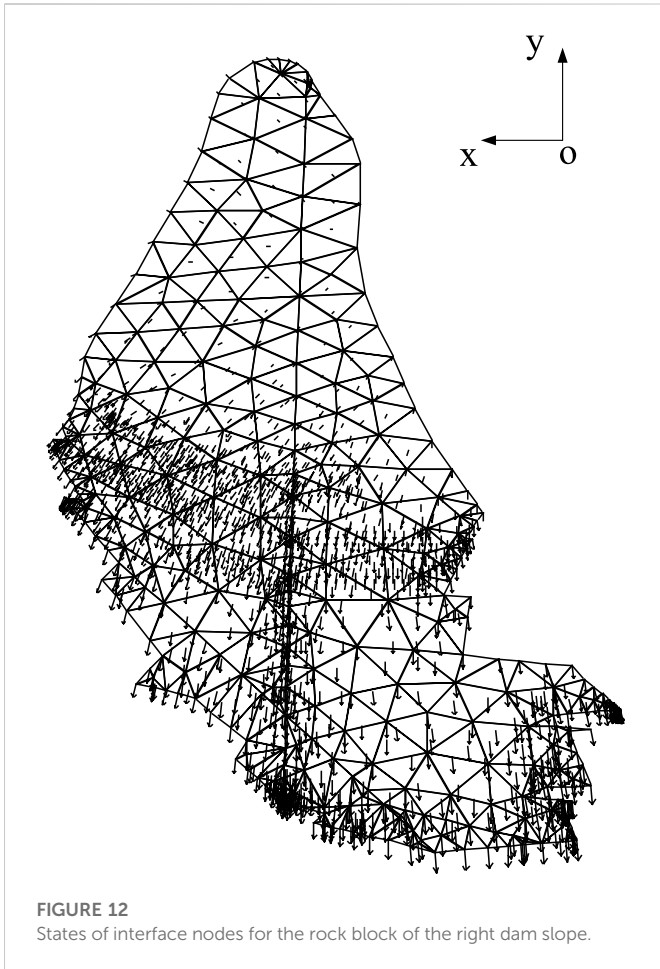 y
x
o
FIGURE 12
States of interface nodes for the rock block of the right dam slope.